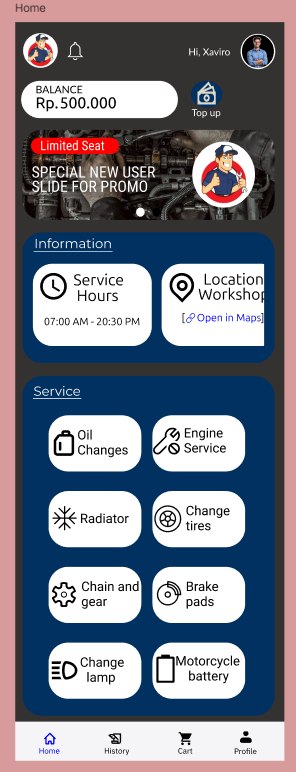 Home
Hi, Xaviro
BALANCE
Rp.500.000
Top up
Limited Seat
SPECIAL NEW USER
SLIDE FOR PROMO
Information
Service
Hours
07:00 AM - 20:30 PM
Location
Workshop
[Open in Maps]
Service
Oil
Changes
Engine
Service
Radiator
Change
tires
Chain and
gear
Brake
pads
Change
lamp
Motorcycle
battery
Home
History
Cart
Profile